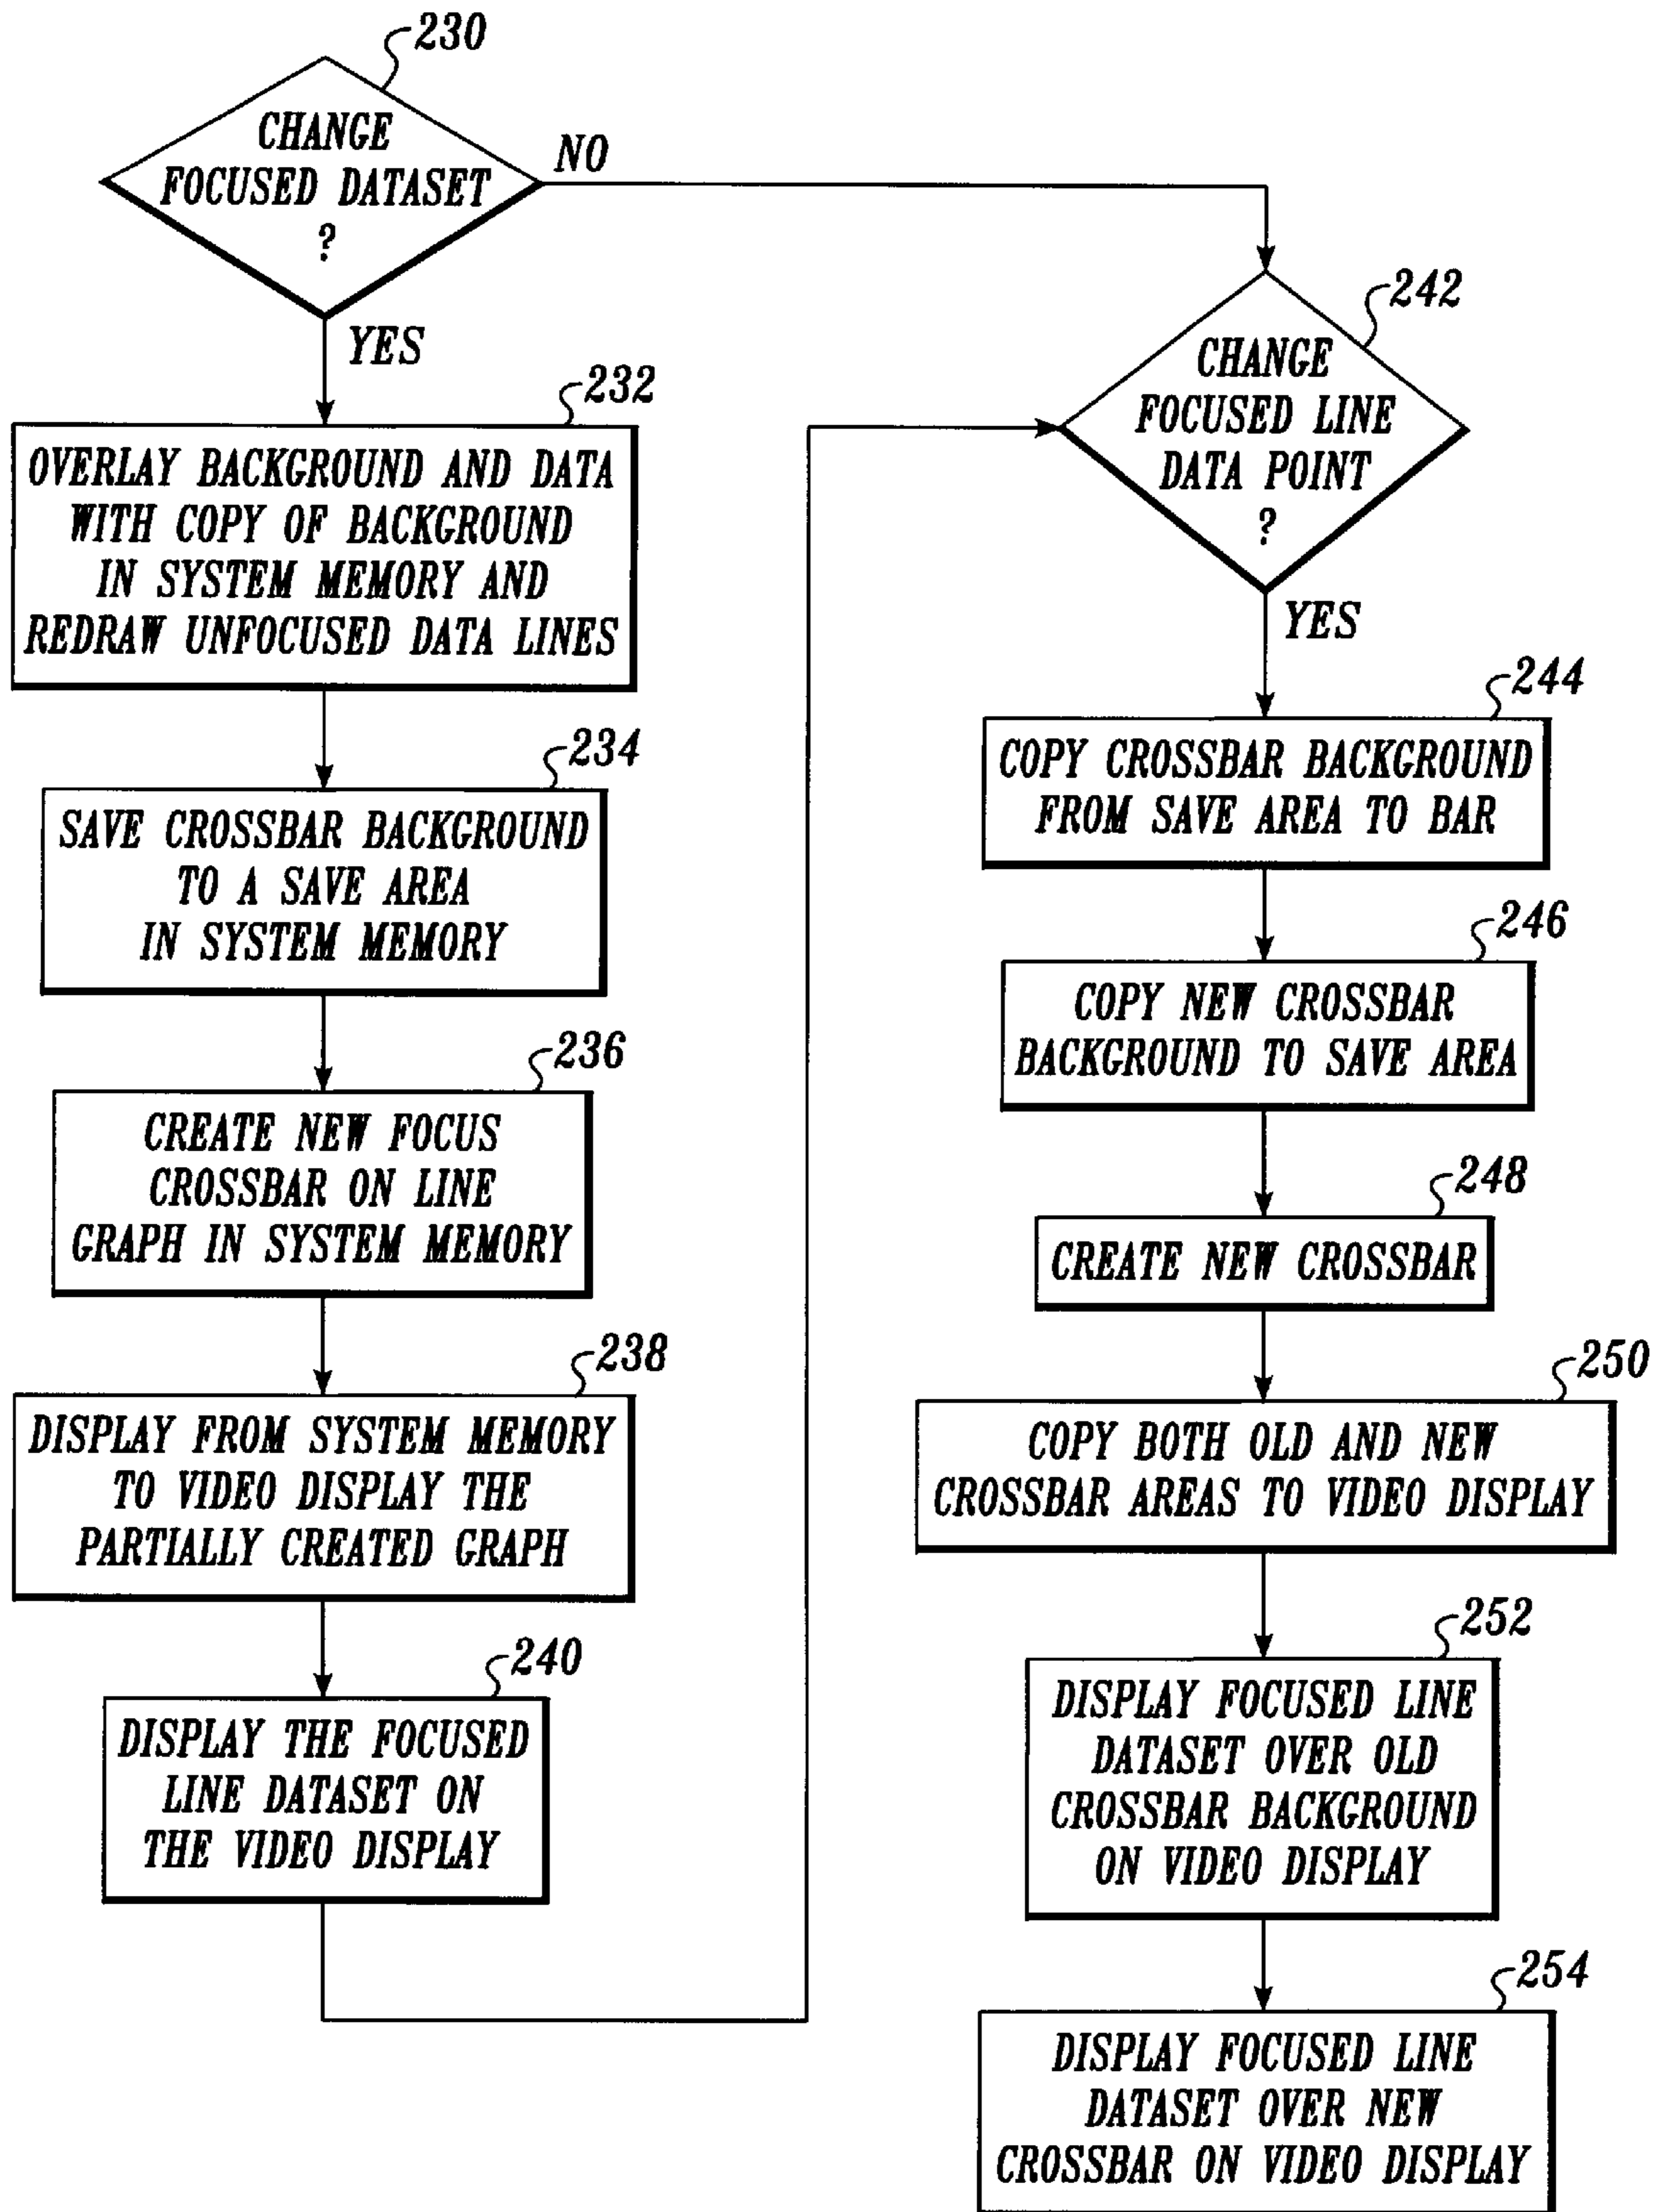 230
CHANGE
FOCUSED DATASET
?
NO
YES
232
OVERLAY BACKGROUND AND DATA
WITH COPY OF BACKGROUND
IN SYSTEM MEMORY AND
REDRAW UNFOCUSED DATA LINES
234
SAVE CROSSBAR BACKGROUND
TO A SAVE AREA
IN SYSTEM MEMORY
236
CREATE NEW FOCUS
CROSSBAR ON LINE
GRAPH IN SYSTEM MEMORY
238
DISPLAY FROM SYSTEM MEMORY
TO VIDEO DISPLAY THE
PARTIALLY CREATED GRAPH
240
DISPLAY THE FOCUSED
LINE DATASET ON
THE VIDEO DISPLAY
242
CHANGE
FOCUSED LINE
DATA POINT
?
YES
244
COPY CROSSBAR BACKGROUND
FROM SAVE AREA TO BAR
246
COPY NEW CROSSBAR
BACKGROUND TO SAVE AREA
248
CREATE NEW CROSSBAR
250
COPY BOTH OLD AND NEW
CROSSBAR AREAS TO VIDEO DISPLAY
252
DISPLAY FOCUSED LINE
DATASET OVER OLD
CROSSBAR BACKGROUND
ON VIDEO DISPLAY
254
DISPLAY FOCUSED LINE
DATASET OVER NEW
CROSSBAR ON VIDEO DISPLAY